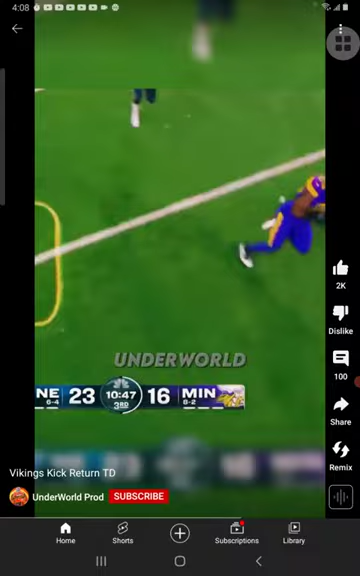 4:08
UNDERWORLD
NE 23 10:47 16 MIN
6-4 3RD 8-2
2K
Dislike
100
Share
Remix
Vikings Kick Return TD
UnderWorld Prod SUBSCRIBE
Home Shorts Subscriptions Library